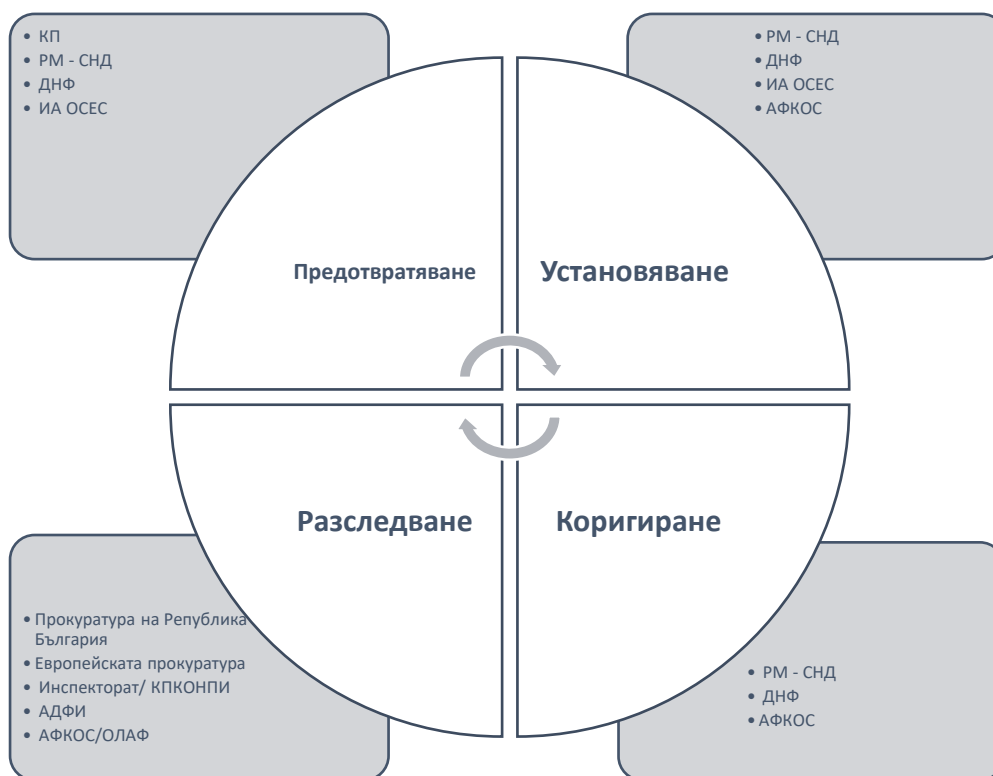 • КП
• РМ - СНД
• ДНФ
• ИА ОСЕС
• РМ - СНД
• ДНФ
• ИА ОСЕС
• АФКОС
Предотвратяване
Установяване
Разследване
Коригиране
• Прокуратура на Република
България
• Европейската прокуратура
• Инспекторат/ КПКОНПИ
• АДФИ
• АФКОС/ОЛАФ
• РМ - СНД
• ДНФ
• АФКОС